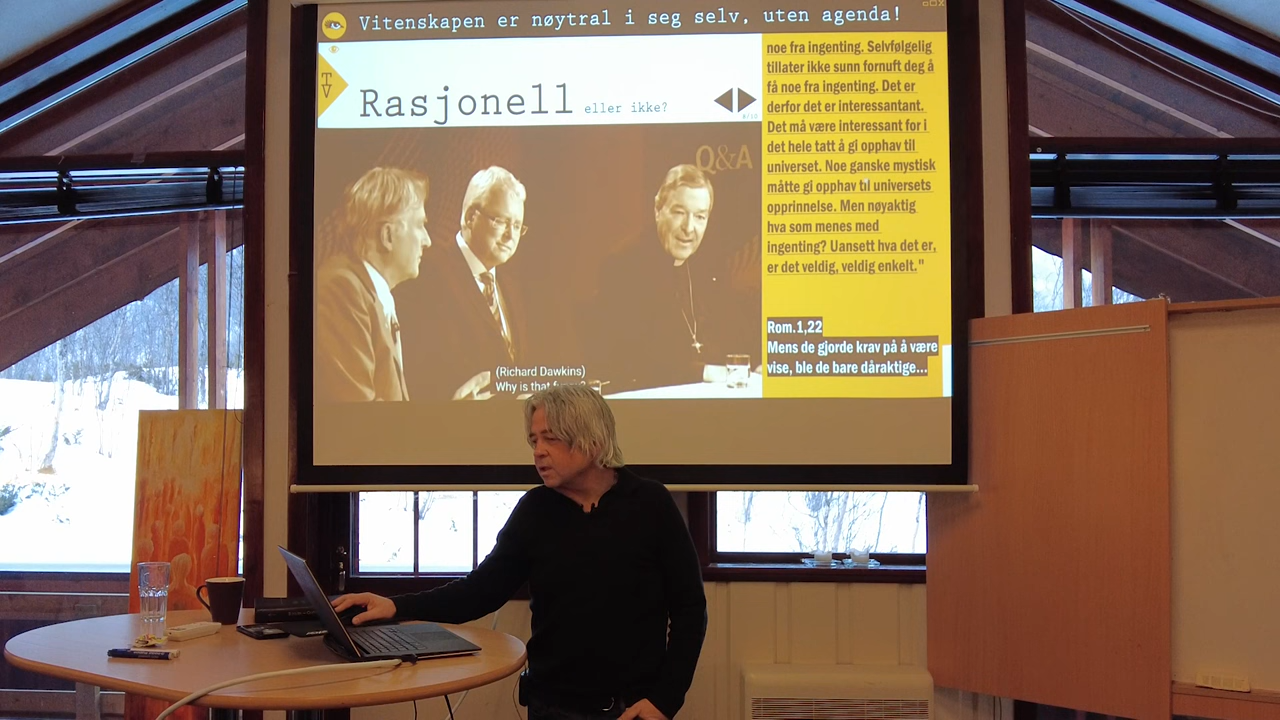 Vitenskapen er nøytral i seg selv, uten agenda!
TV
Rasjonell eller ikke?
Q&A
(Richard Dawkins)
Why is that
noe fra ingenting. Selvfølgelig
tillater ikke sunn fornuft deg å
få noe fra ingenting. Det er
derfor det er interessantant.
Det må være interessant for i
det hele tatt å gi opphav til
universet. Noe ganske mystisk
måtte gi opphav til universets
opprinnelse. Men nøyaktig
hva som menes med
ingenting? Uansett hva det er,
er det veldig, veldig enkelt."
Rom.1,22
Mens de gjorde krav på å være
vise, ble de bare dåraktige...